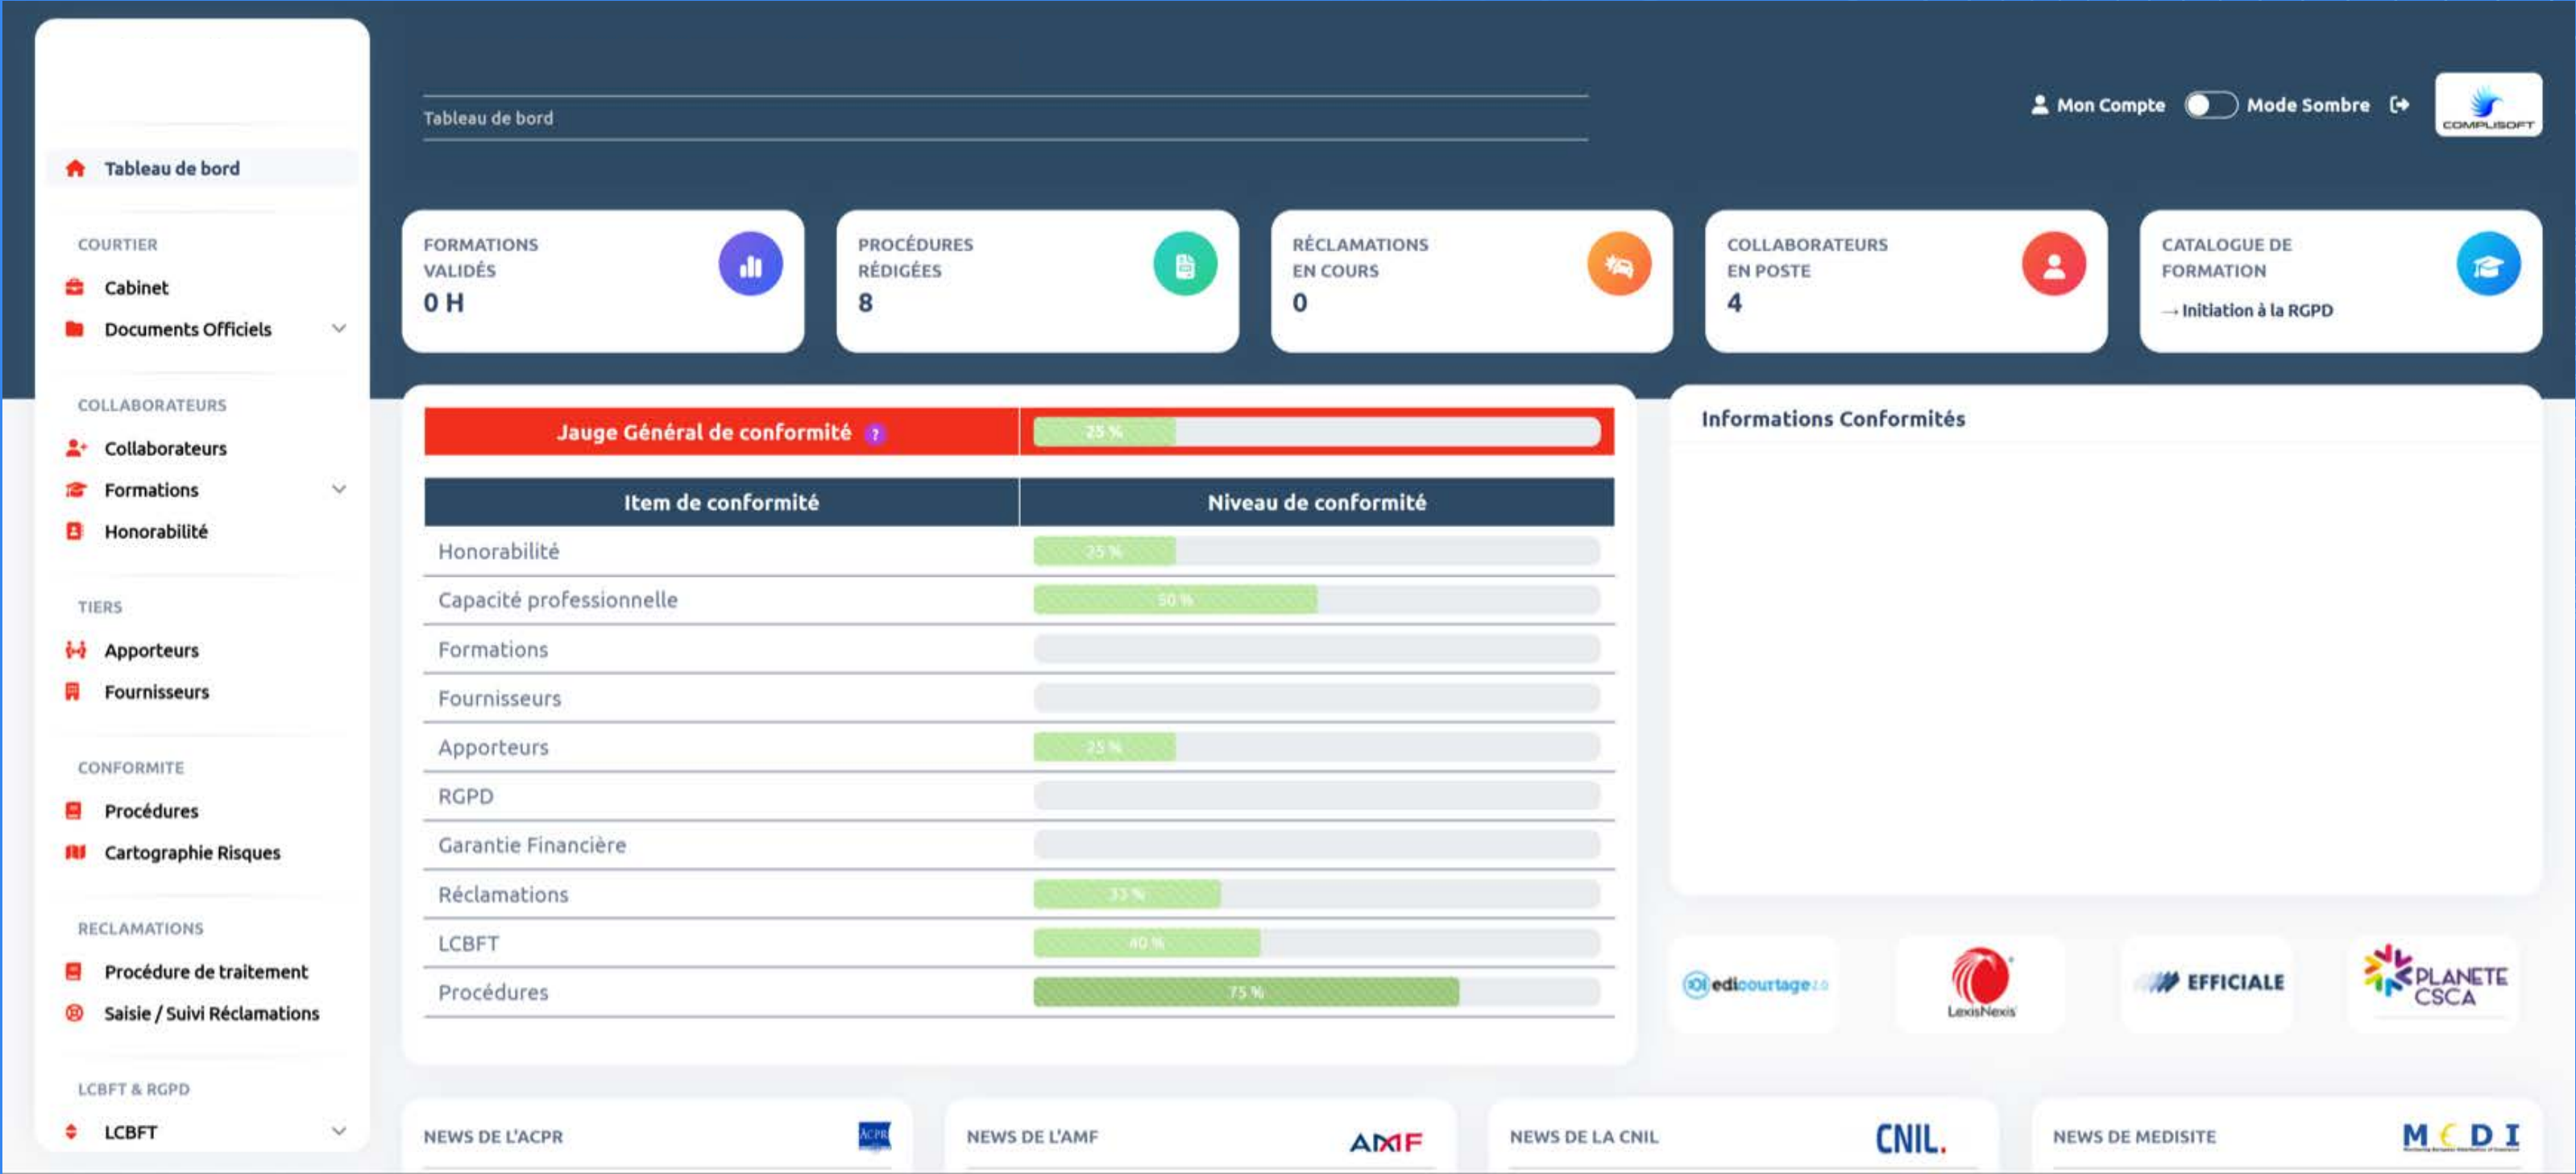 Tableau de bord
COURTIER
Cabinet
Documents Officiels
COLLABORATEURS
Collaborateurs
Formations
Honorabilité
TIERS
Apporteurs
Fournisseurs
CONFORMITE
Procédures
Cartographie Risques
RECLAMATIONS
Procédure de traitement
Saisie / Suivi Réclamations
LCBFT & RGPD
LCBFT
Tableau de bord
Mon Compte
Mode Sombre
COMPLISOFT
FORMATIONS
VALIDÉS
0 H
PROCÉDURES
RÉDIGÉES
8
RÉCLAMATIONS
EN COURS
0
COLLABORATEURS
EN POSTE
4
CATALOGUE DE
FORMATION
→ Initiation à la RGPD
Jauge Général de conformité ?
25 %
Item de conformité
Niveau de conformité
Honorabilité
25 %
Capacité professionnelle
50 %
Formations
Fournisseurs
Apporteurs
25 %
RGPD
Garantie Financière
Réclamations
33 %
LCBFT
40 %
Procédures
75 %
Informations Conformités
edicourtage 2.0
LexisNexis
EFFICIALE
PLANETE
CSCA
NEWS DE L'ACPR
ACPR
NEWS DE L'AMF
AMF
NEWS DE LA CNIL
CNIL.
NEWS DE MEDISITE
M€DI